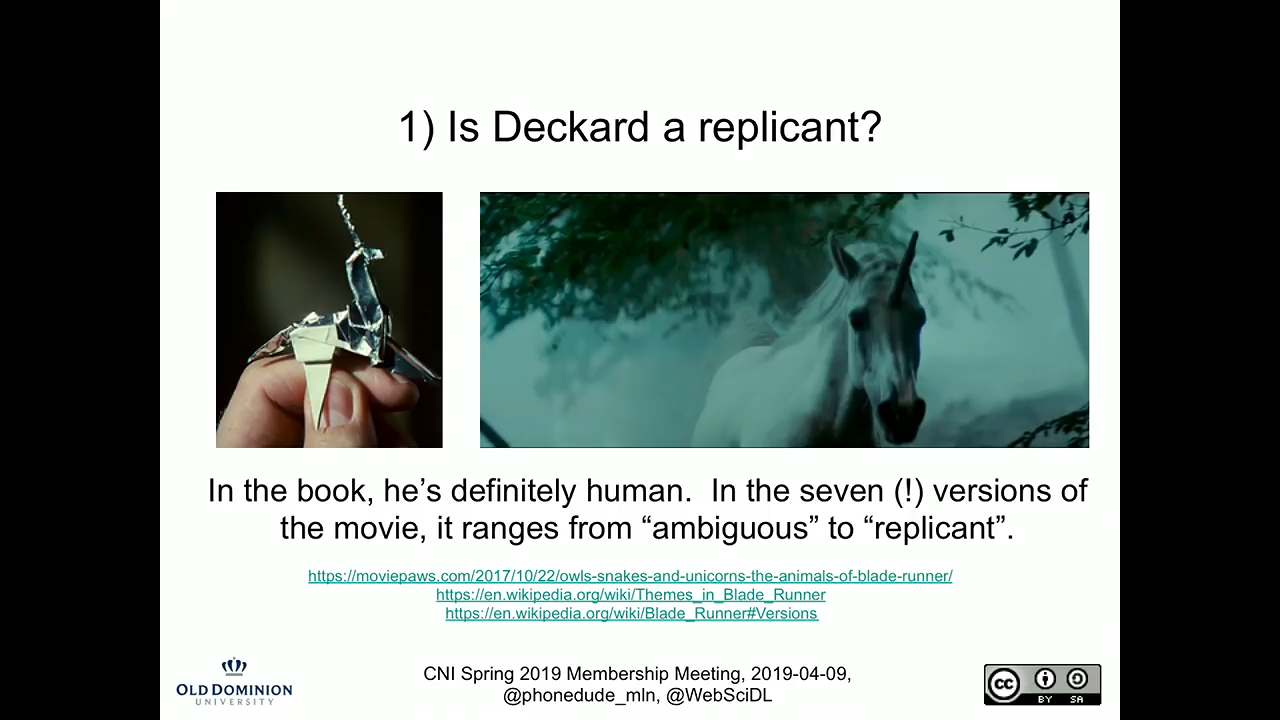 1) Is Deckard a replicant?
In the book, he’s definitely human.  In the seven (!) versions of
the movie, it ranges from “ambiguous” to “replicant”.
https://moviepaws.com/2017/10/22/owls-snakes-and-unicorns-the-animals-of-blade-runner/
https://en.wikipedia.org/wiki/Themes_in_Blade_Runner
https://en.wikipedia.org/wiki/Blade_Runner#Versions
OLD DOMINION
UNIVERSITY
CNI Spring 2019 Membership Meeting, 2019-04-09,
@phonedude_mln, @WebSciDL
cc
BY SA